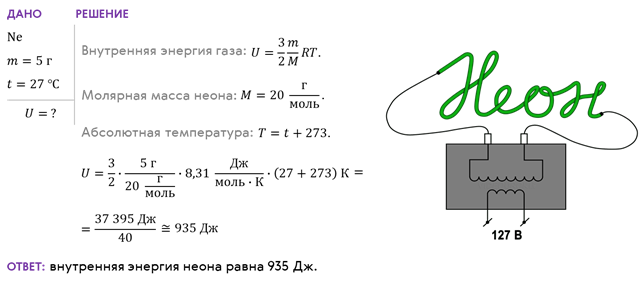 ДАНО
Ne
m = 5 г
t = 27 °C
U = ?
РЕШЕНИЕ
Внутренняя энергия газа: U = 3/2 m/M RT.
Молярная масса неона: M = 20 г/моль.
Абсолютная температура: T = t + 273.
U = 3/2 · 5 г/20 г/моль · 8,31 Дж/моль · К · (27 + 273) К =
= 37 395 Дж/40 ≅ 935 Дж
ОТВЕТ: внутренняя энергия неона равна 935 Дж.
Неон
127 В